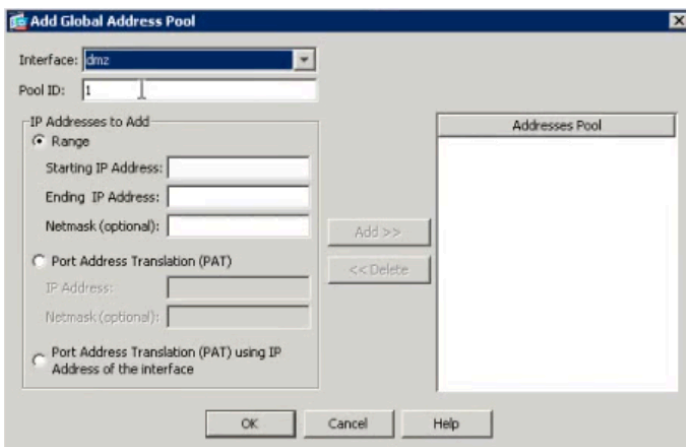 Add Global Address Pool
Interface: dmz
Pool ID: 1
IP Addresses to Add
Range
Starting IP Address:
Ending IP Address:
Netmask (optional):
Port Address Translation (PAT)
IP Address:
Netmask (optional):
Port Address Translation (PAT) using IP
Address of the interface
Add >>
<< Delete
Addresses Pool
OK
Cancel
Help